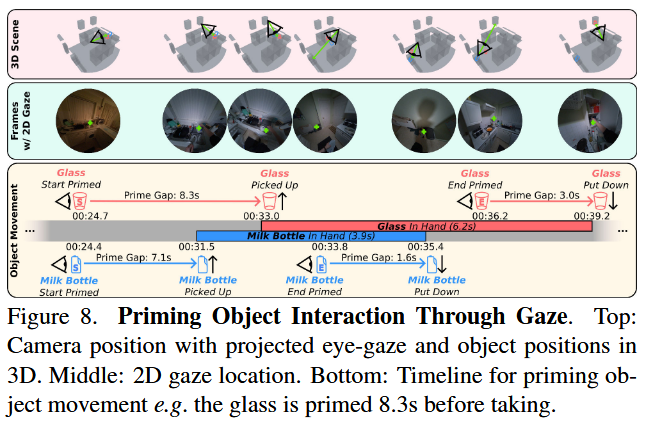 3D Scene
Frames
w/ 2D Gaze
Object Movement
Glass
Start Primed
Glass
Picked Up
Glass
End Primed
Glass
Put Down
S
Prime Gap: 8.3s
E
Prime Gap: 3.0s
00:24.7
00:33.0
00:36.2
00:39.2
...
Glass In Hand (6.2s)
...
Milk Bottle In Hand (3.9s)
00:24.4
00:31.5
00:33.8
00:35.4
S
Prime Gap: 7.1s
E
Prime Gap: 1.6s
Milk Bottle
Start Primed
Milk Bottle
Picked Up
Milk Bottle
End Primed
Milk Bottle
Put Down
Figure 8. Priming Object Interaction Through Gaze. Top:
Camera position with projected eye-gaze and object positions in
3D. Middle: 2D gaze location. Bottom: Timeline for priming ob-
ject movement e.g. the glass is primed 8.3s before taking.